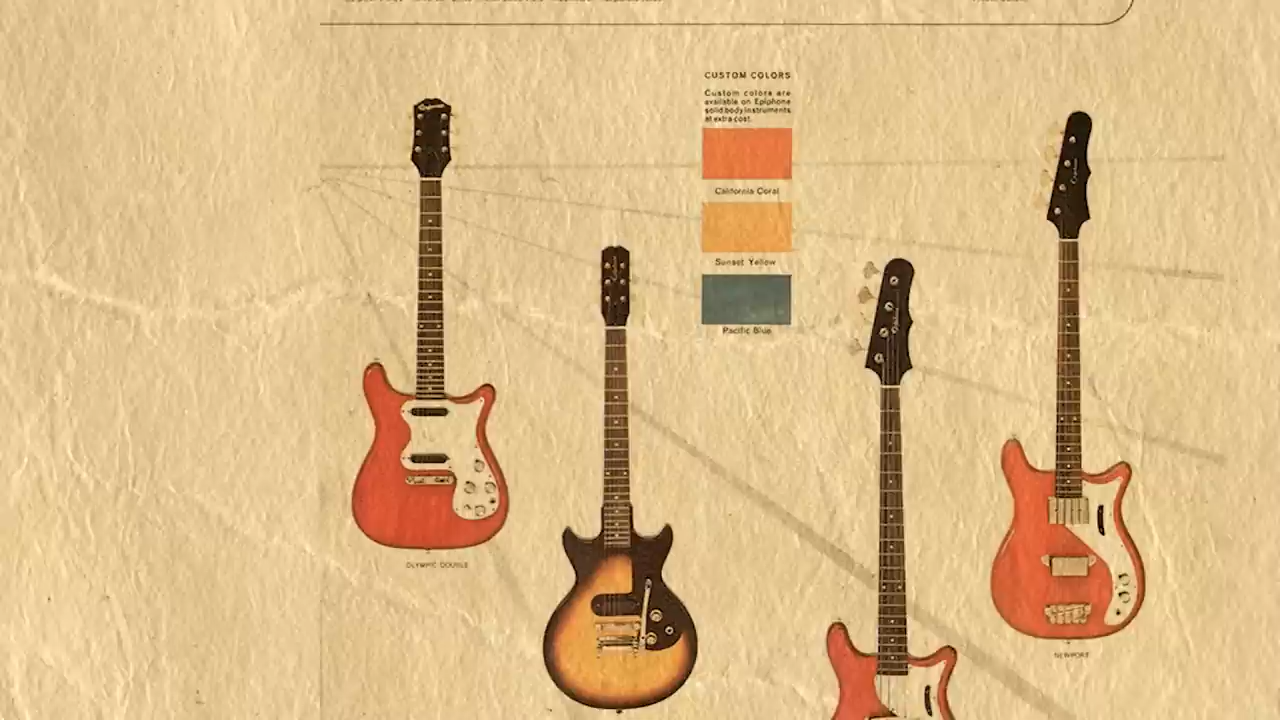 CUSTOM COLORS
Custom colors are
available on Epiphone
solid body instruments
at extra cost.
California Coral
Sunset Yellow
Pacific Blue
OLYMPIC DOUBLE
NEWPORT